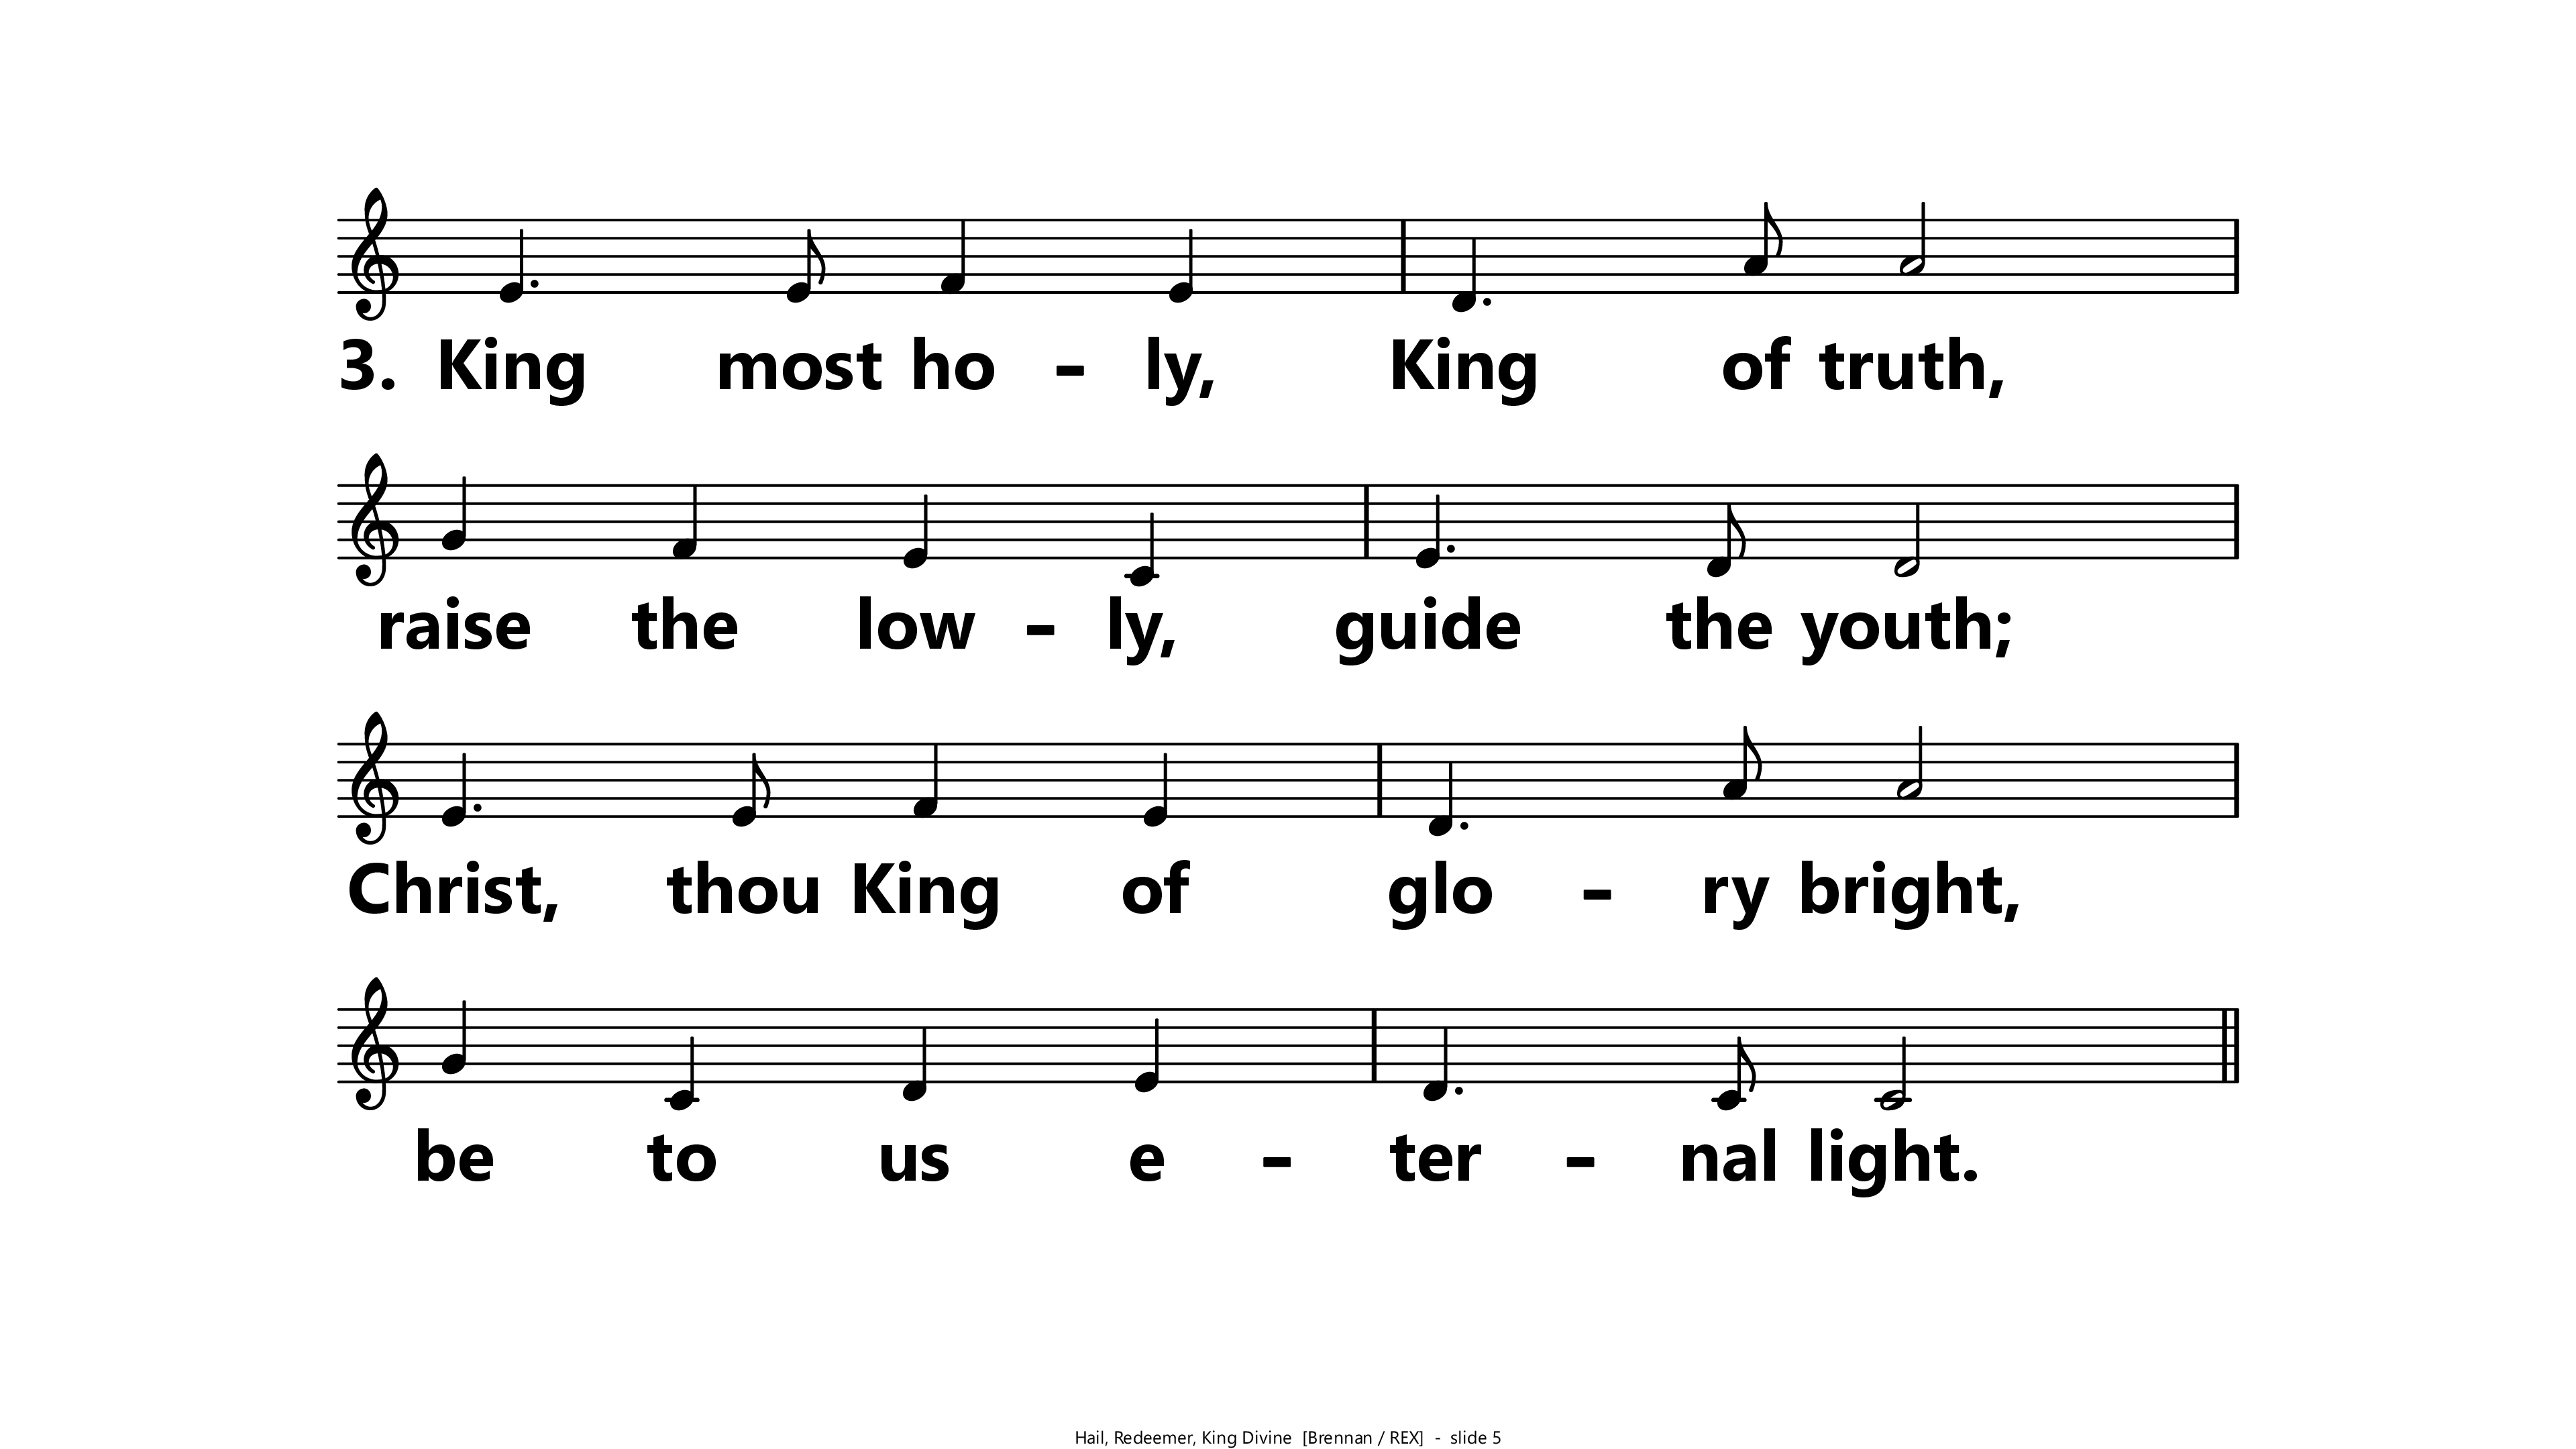 3. King most ho - ly, King of truth,
raise the low - ly, guide the youth;
Christ, thou King of glo - ry bright,
be to us e - ter - nal light.
Hail, Redeemer, King Divine [Brennan / REX] - slide 5